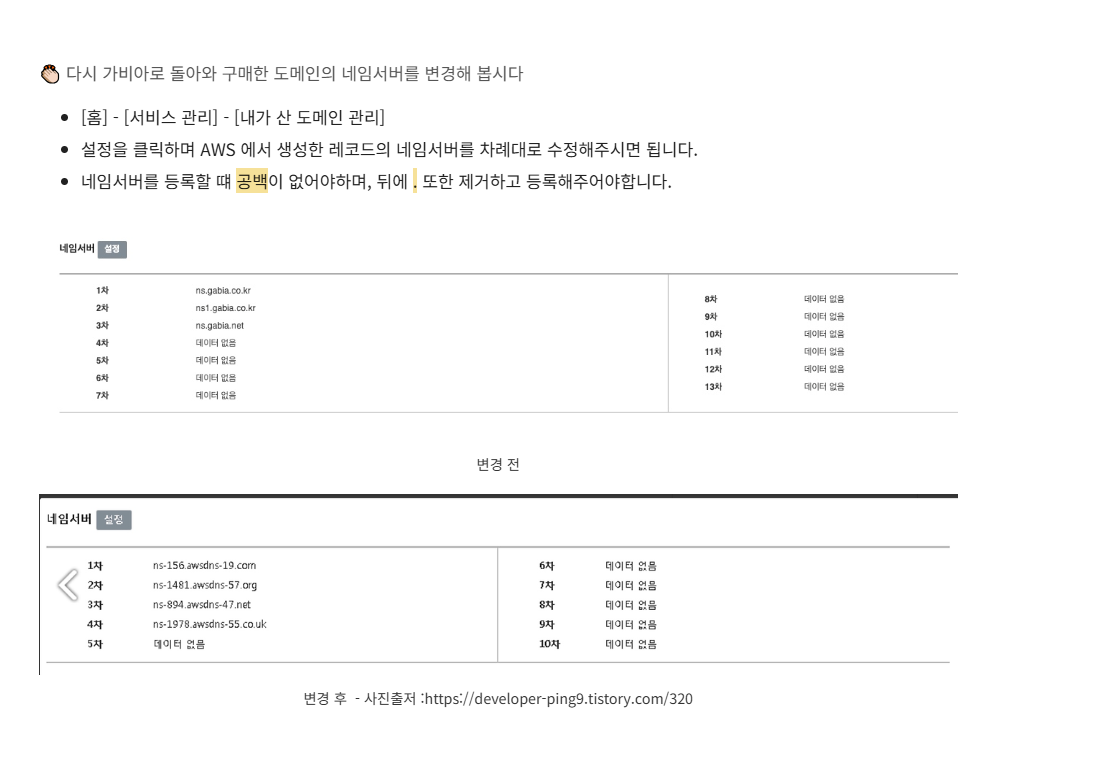 다시 가비아로 돌아와 구매한 도메인의 네임서버를 변경해 봅시다
[홈] - [서비스 관리] - [내가 산 도메인 관리]
설정을 클릭하며 AWS 에서 생성한 레코드의 네임서버를 차례대로 수정해주시면 됩니다.
네임서버를 등록할 떄 공백이 없어야하며, 뒤에 . 또한 제거하고 등록해주어야합니다.
네임서버 설정
1차 ns.gabia.co.kr
2차 ns1.gabia.co.kr
3차 ns.gabia.net
4차 데이터 없음
5차 데이터 없음
6차 데이터 없음
7차 데이터 없음
8차 데이터 없음
9차 데이터 없음
10차 데이터 없음
11차 데이터 없음
12차 데이터 없음
13차 데이터 없음
변경 전
네임서버 설정
1차 ns-156.awsdns-19.com
2차 ns-1481.awsdns-57.org
3차 ns-894.awsdns-47.net
4차 ns-1978.awsdns-55.co.uk
5차 데이터 없음
6차 데이터 없음
7차 데이터 없음
8차 데이터 없음
9차 데이터 없음
10차 데이터 없음
변경 후 - 사진출저 :https://developer-ping9.tistory.com/320